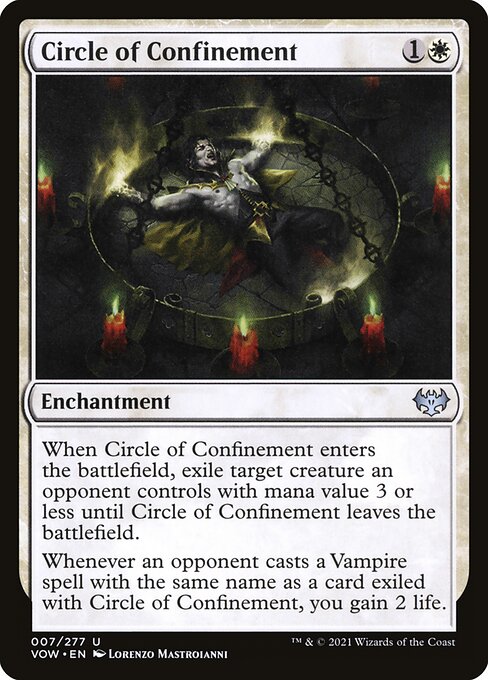 Circle of Confinement 1
Enchantment
When Circle of Confinement enters
the battlefield, exile target creature an
opponent controls with mana value 3 or
less until Circle of Confinement leaves the
battlefield.
Whenever an opponent casts a Vampire
spell with the same name as a card exiled
with Circle of Confinement, you gain 2 life.
007/277 U
VOW • EN Lorenzo Mastroianni
™ & © 2021 Wizards of the Coast